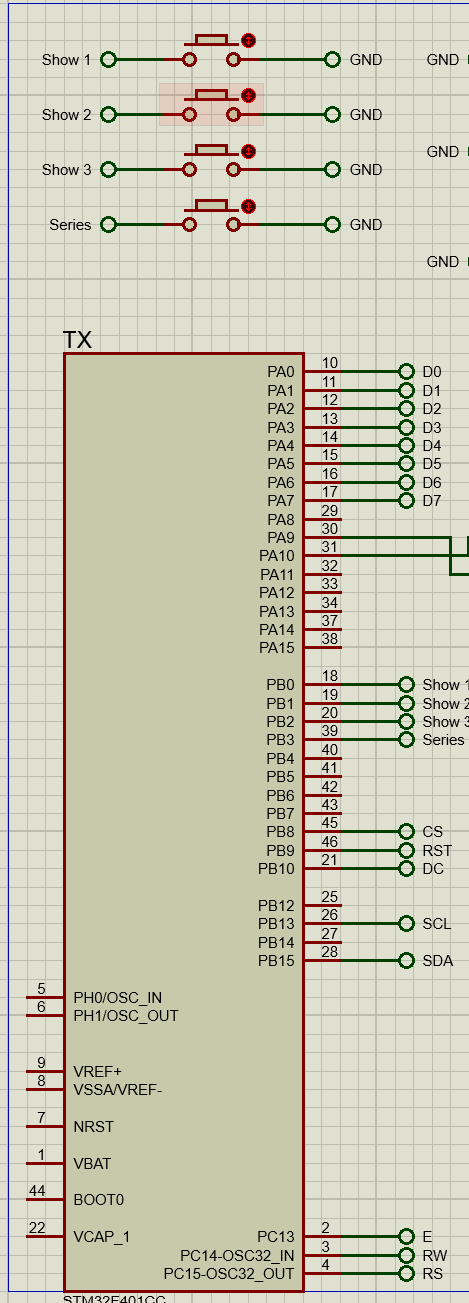 Show 1 GND GND
Show 2 GND
GND
Show 3 GND
Series GND
GND
TX
PA0 10 D0
PA1 11 D1
PA2 12 D2
PA3 13 D3
PA4 14 D4
PA5 15 D5
PA6 16 D6
PA7 17 D7
PA8 29
PA9 30
PA10 31
PA11 32
PA12 33
PA13 34
PA14 37
PA15 38
PB0 18 Show 1
PB1 19 Show 2
PB2 20 Show 3
PB3 39 Series
PB4 40
PB5 41
PB6 42
PB7 43
PB8 45 CS
PB9 46 RST
PB10 21 DC
PB12 25
PB13 26 SCL
PB14 27
PB15 28 SDA
5 PH0/OSC_IN
6 PH1/OSC_OUT
9 VREF+
8 VSSA/VREF-
7 NRST
1 VBAT
44 BOOT0
22 VCAP_1 PC13 2 E
PC14-OSC32_IN 3 RW
PC15-OSC32_OUT 4 RS
STM32F401CC